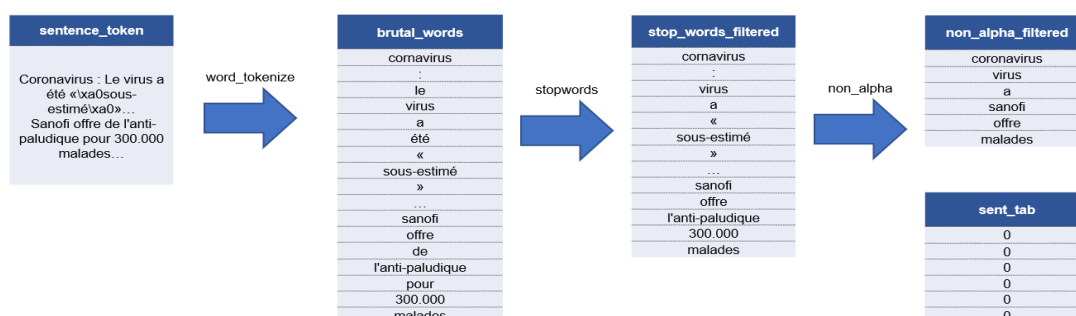 sentence_token
Coronavirus : Le virus a
été «\xa0sous-
estimé\xa0»…
Sanofi offre de l'anti-
paludique pour 300.000
malades…
word_tokenize
brutal_words
cornavirus
:
le
virus
a
été
«
sous-estimé
»
…
sanofi
offre
de
l'anti-paludique
pour
300.000
malades
stopwords
stop_words_filtered
cornavirus
:
virus
a
«
sous-estimé
»
…
sanofi
offre
l'anti-paludique
300.000
malades
non_alpha
non_alpha_filtered
coronavirus
virus
a
sanofi
offre
malades
sent_tab
0
0
0
0
0
0